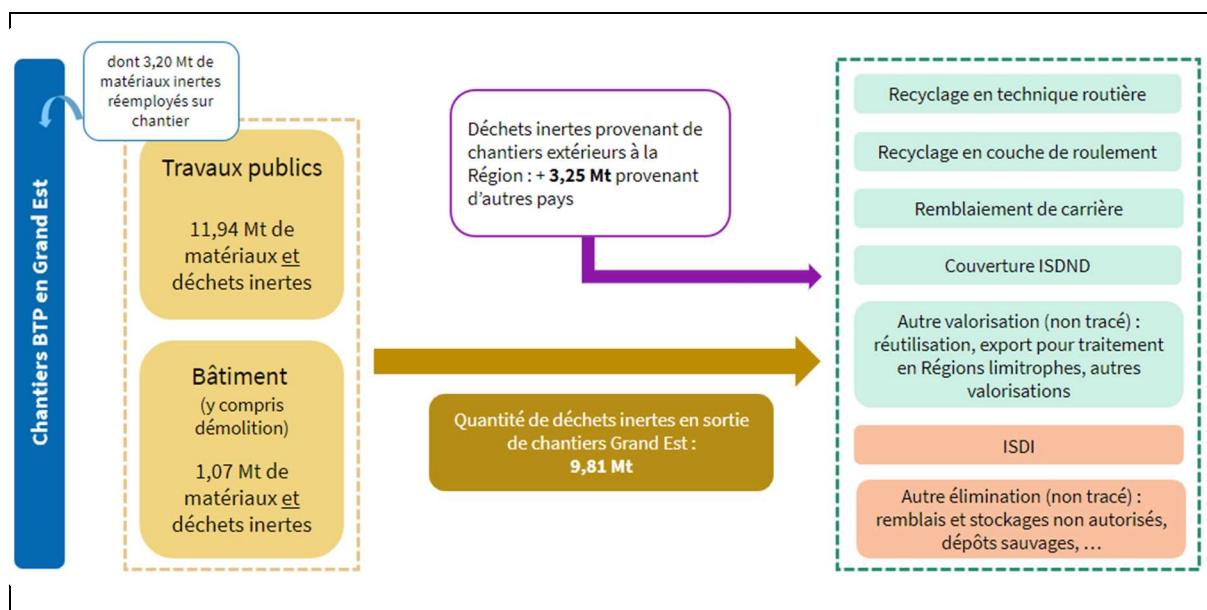 Chantiers BTP en Grand Est
dont 3,20 Mt de
matériaux inertes
réemployés sur
chantier
Travaux publics
11,94 Mt de
matériaux et
déchets inertes
Bâtiment
(y compris
démolition)
1,07 Mt de
matériaux et
déchets inertes
Déchets inertes provenant de
chantiers extérieurs à la
Région : + 3,25 Mt provenant
d'autres pays
Quantité de déchets inertes en sortie
de chantiers Grand Est :
9,81 Mt
Recyclage en technique routière
Recyclage en couche de roulement
Remblaiement de carrière
Couverture ISDND
Autre valorisation (non tracé) :
réutilisation, export pour traitement
en Régions limitrophes, autres
valorisations
ISDI
Autre élimination (non tracé) :
remblais et stockages non autorisés,
dépôts sauvages, ...